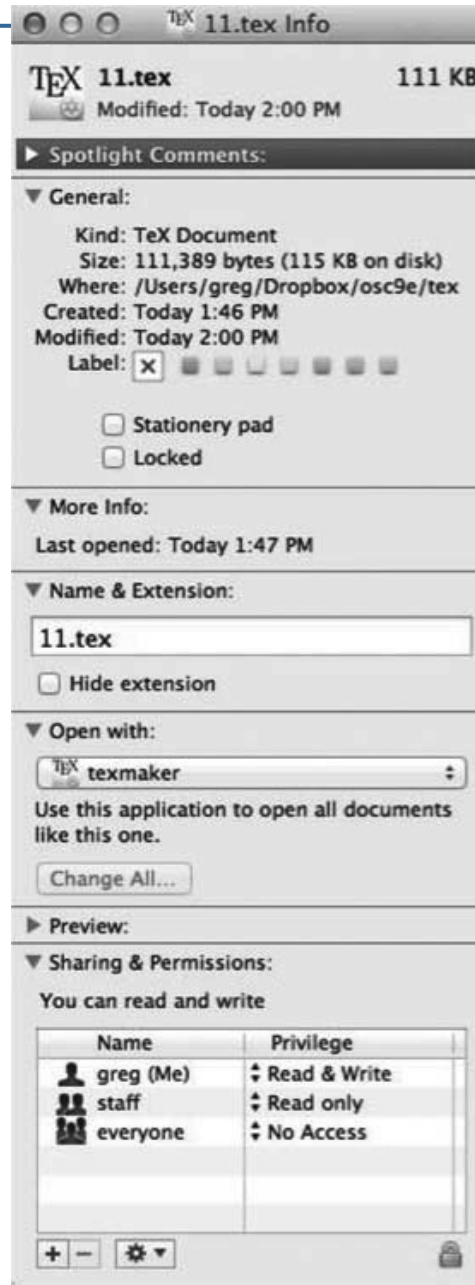 TEX 11.tex Info
TEX 11.tex 111 KB
Modified: Today 2:00 PM
Spotlight Comments:
General:
Kind: TeX Document
Size: 111,389 bytes (115 KB on disk)
Where: /Users/greg/Dropbox/osc9e/tex
Created: Today 1:46 PM
Modified: Today 2:00 PM
Label:
Stationery pad
Locked
More Info:
Last opened: Today 1:47 PM
Name & Extension:
11.tex
Hide extension
Open with:
TEX texmaker
Use this application to open all documents
like this one.
Change All...
Preview:
Sharing & Permissions:
You can read and write
Name Privilege
greg (Me) Read & Write
staff Read only
everyone No Access